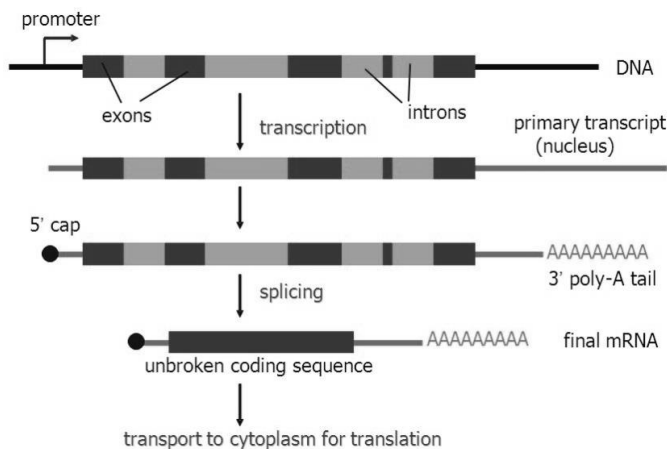 promoter
DNA
exons
introns
transcription
primary transcript
(nucleus)
5' cap
AAAAAAAAA
3' poly-A tail
splicing
AAAAAAAAA
final mRNA
unbroken coding sequence
transport to cytoplasm for translation